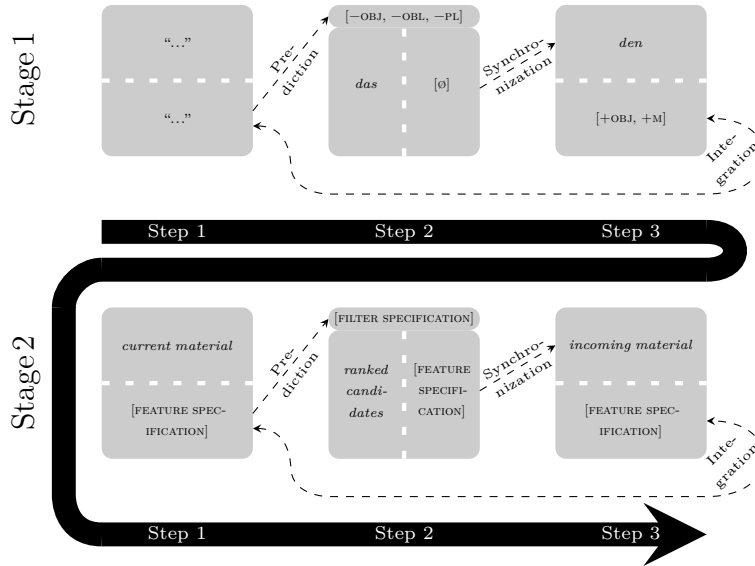 Stage 1
“…”
“…”
Pre-
diction
[−OBJ, −OBL, −PL]
das
[Ø]
Synchro-
nization
den
[+OBJ, +M]
Inte-
gration
Step 1
Step 2
Step 3
Stage 2
current material
[FEATURE SPEC-
IFICATION]
Pre-
diction
[FILTER SPECIFICATION]
ranked
candi-
dates
[FEATURE
SPECIFI-
CATION]
Synchro-
nization
incoming material
[FEATURE SPEC-
IFICATION]
Inte-
gration
Step 1
Step 2
Step 3